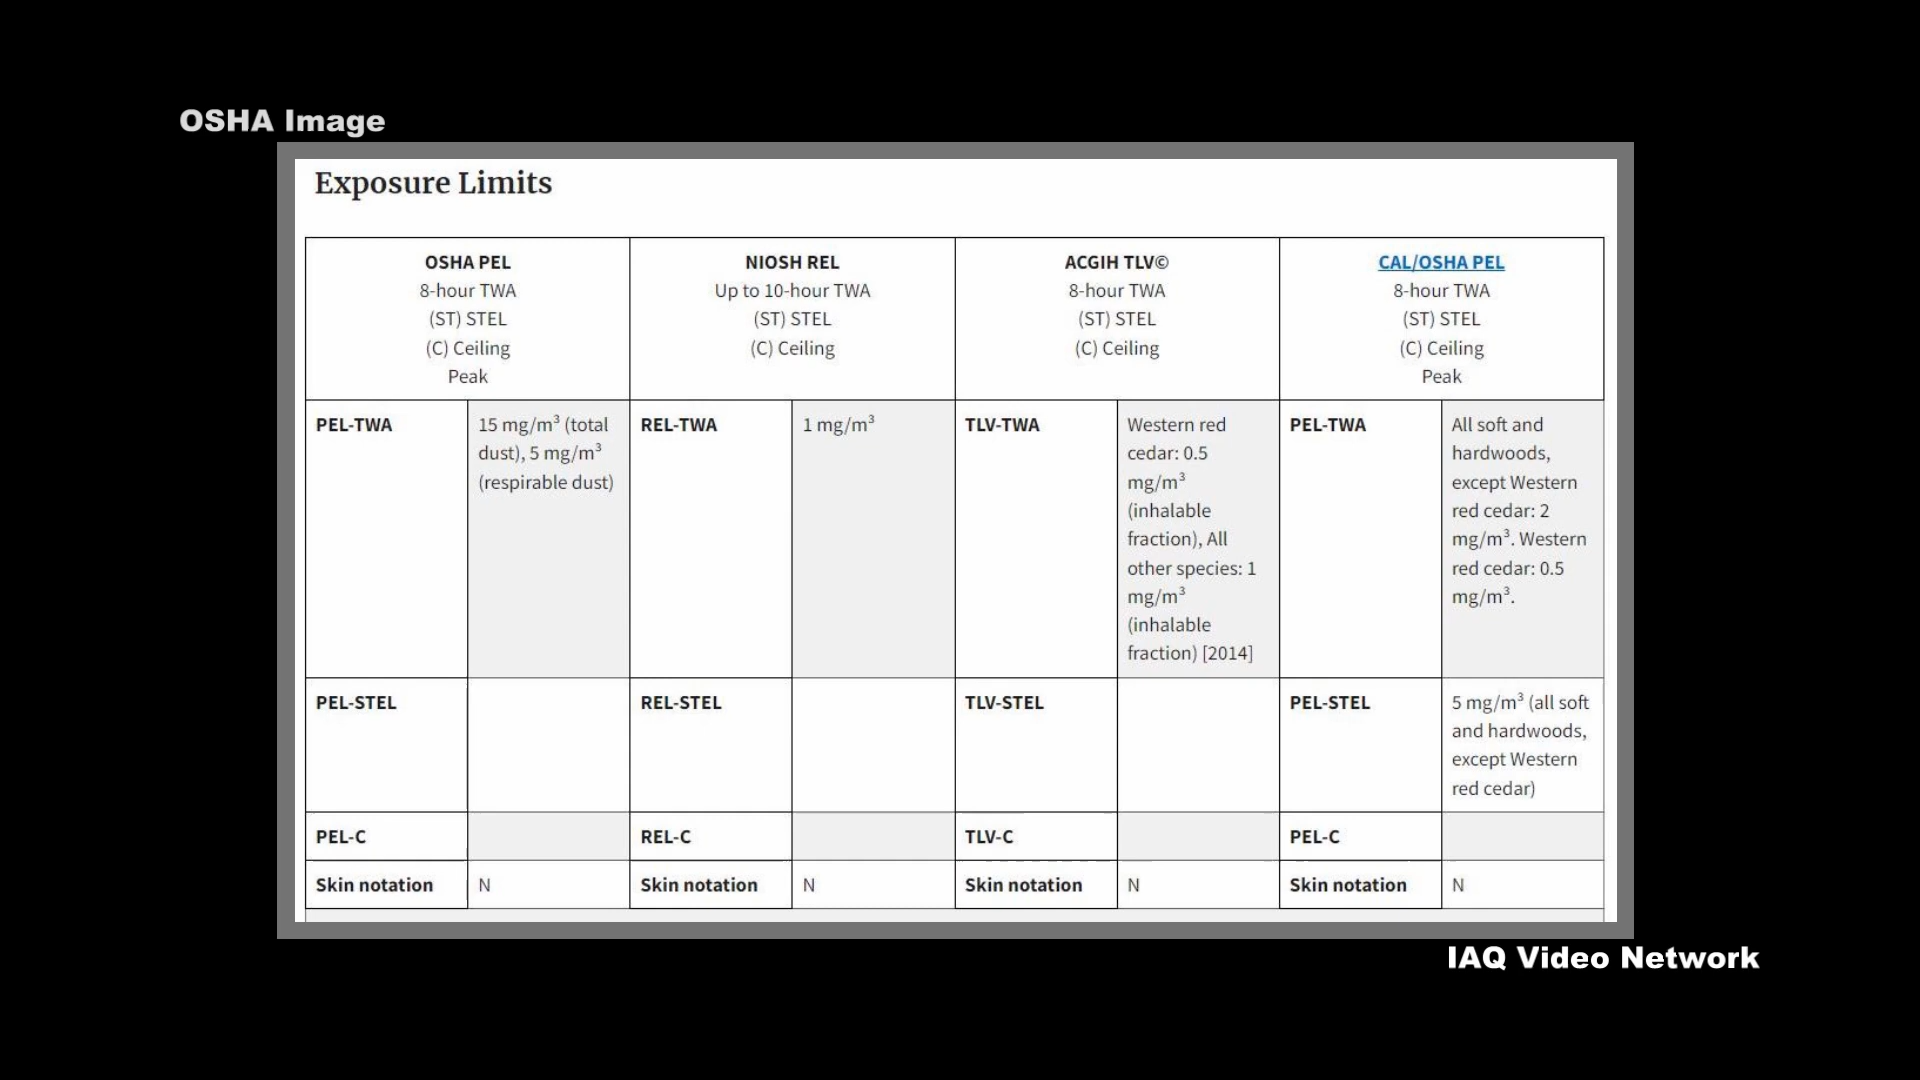 OSHA Image
Exposure Limits
OSHA PEL
8-hour TWA
(ST) STEL
(C) Ceiling
Peak
NIOSH REL
Up to 10-hour TWA
(ST) STEL
(C) Ceiling
ACGIH TLV©
8-hour TWA
(ST) STEL
(C) Ceiling
CAL/OSHA PEL
8-hour TWA
(ST) STEL
(C) Ceiling
Peak
PEL-TWA
15 mg/m³ (total
dust), 5 mg/m³
(respirable dust)
REL-TWA
1 mg/m³
TLV-TWA
Western red
cedar: 0.5
mg/m³
(inhalable
fraction), All
other species: 1
mg/m³
(inhalable
fraction) [2014]
PEL-TWA
All soft and
hardwoods,
except Western
red cedar: 2
mg/m³. Western
red cedar: 0.5
mg/m³.
PEL-STEL
REL-STEL
TLV-STEL
PEL-STEL
5 mg/m³ (all soft
and hardwoods,
except Western
red cedar)
PEL-C
REL-C
TLV-C
PEL-C
Skin notation
N
Skin notation
N
Skin notation
N
Skin notation
N
IAQ Video Network